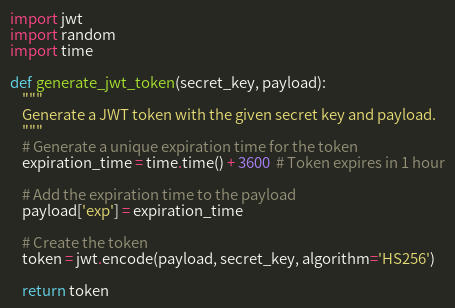 import jwt
import random
import time

def generate_jwt_token(secret_key, payload):
    """
    Generate a JWT token with the given secret key and payload.
    """
    # Generate a unique expiration time for the token
    expiration_time = time.time() + 3600  # Token expires in 1 hour

    # Add the expiration time to the payload
    payload['exp'] = expiration_time

    # Create the token
    token = jwt.encode(payload, secret_key, algorithm='HS256')

    return token